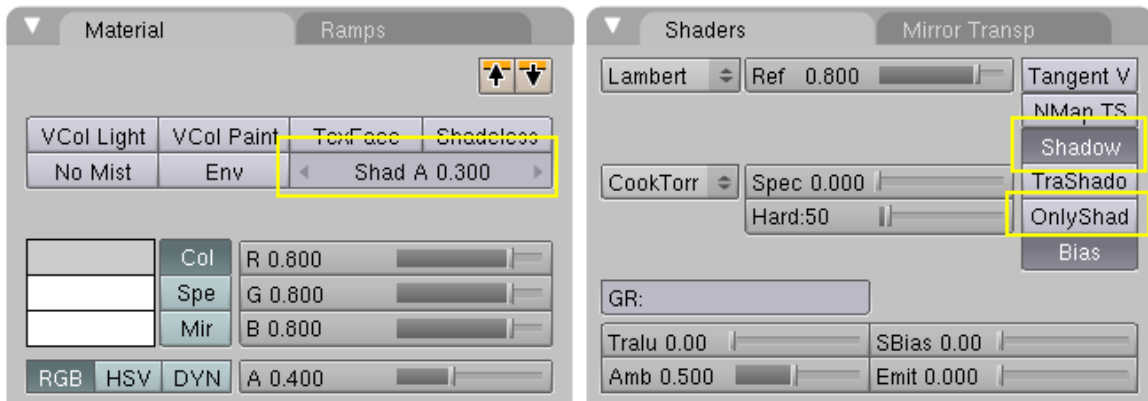 Material
Ramps
VCol Light
VCol Paint
TexFace
Shadeless
No Mist
Env
Shad A 0.300
Col
R 0.800
Spe
G 0.800
Mir
B 0.800
RGB
HSV
DYN
A 0.400
Shaders
Mirror Transp
Lambert
Ref 0.800
Tangent V
NMap TS
Shadow
CookTorr
Spec 0.000
TraShado
Hard:50
OnlyShad
Bias
GR:
Tralu 0.00
SBias 0.00
Amb 0.500
Emit 0.000